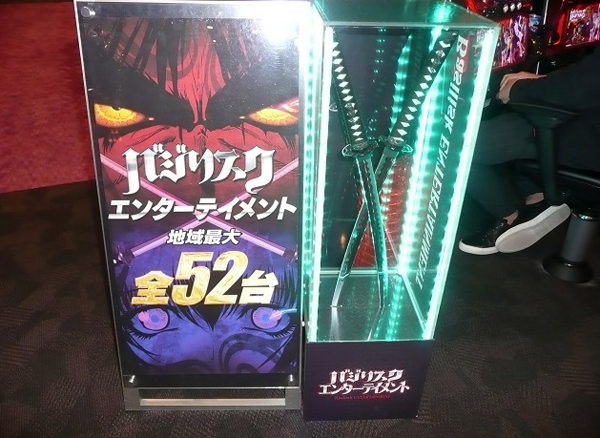 バジリスク
エンターテイメント
地域最大
全52台
Basilisk ENTERTAINMENT
バジリスク
エンターテイメント